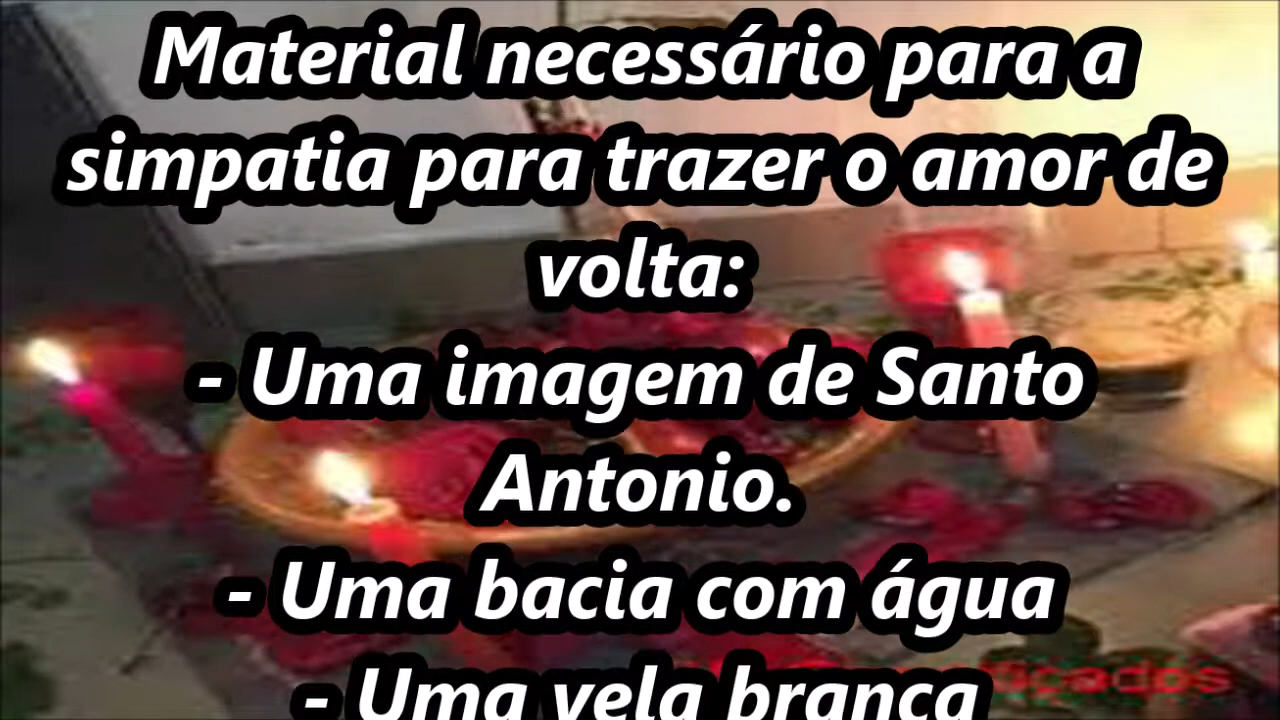 Material necessário para a
simpatia para trazer o amor de
volta:
- Uma imagem de Santo
Antonio.
- Uma bacia com água
- Uma vela branca